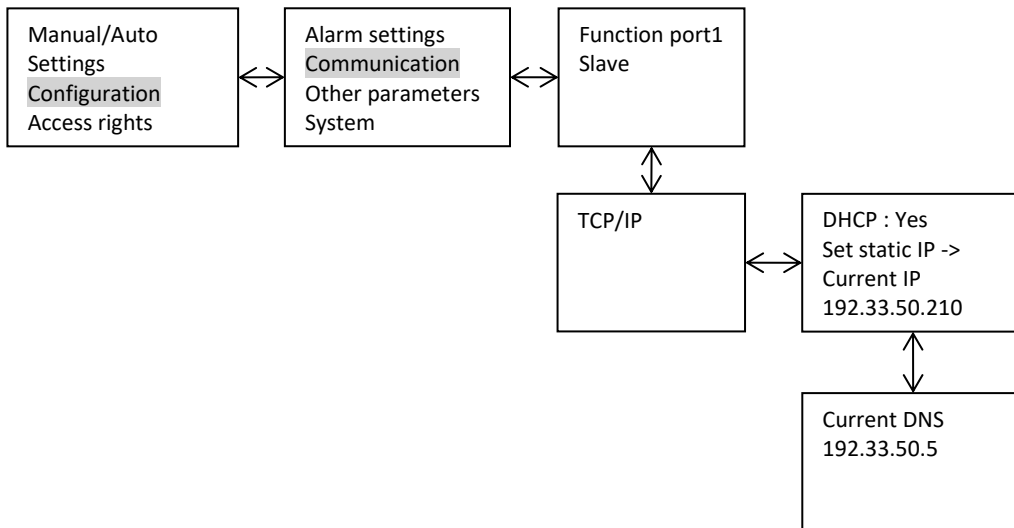 Manual/Auto
Settings
Configuration
Access rights
Alarm settings
Communication
Other parameters
System
Function port1
Slave
TCP/IP
DHCP : Yes
Set static IP ->
Current IP
192.33.50.210
Current DNS
192.33.50.5